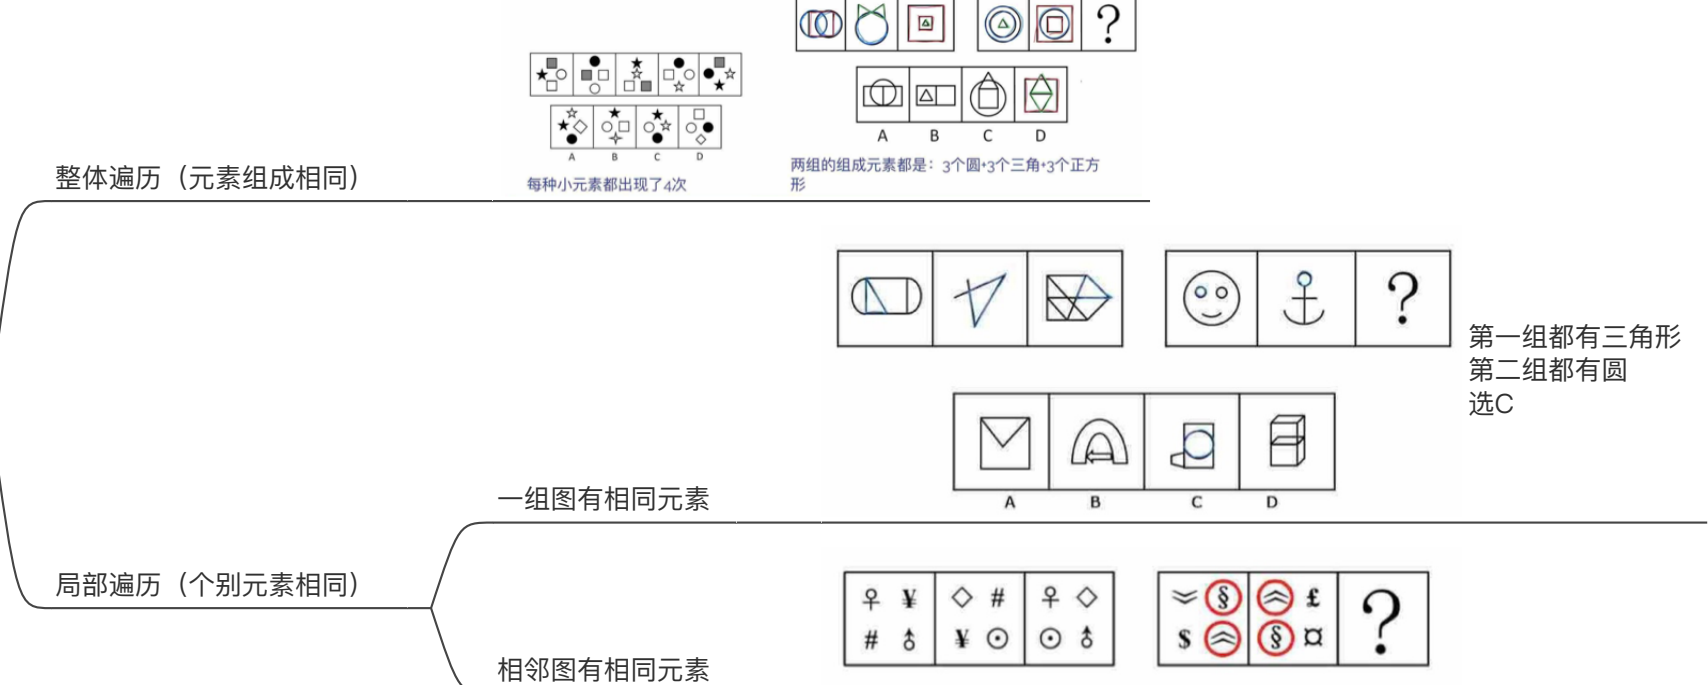 ?
A B C D
A B C D
每种小元素都出现了4次
两组的组成元素都是：3个圆+3个三角+3个正方
形
整体遍历（元素组成相同）
?
第一组都有三角形
第二组都有圆
选C
A B C D
一组图有相同元素
局部遍历（个别元素相同）
♀ ¥ ◇ # ♀ ◇ § £ ?
# ♁ ¥ ⊙ ⊙ ♁ $ § ¤
相邻图有相同元素